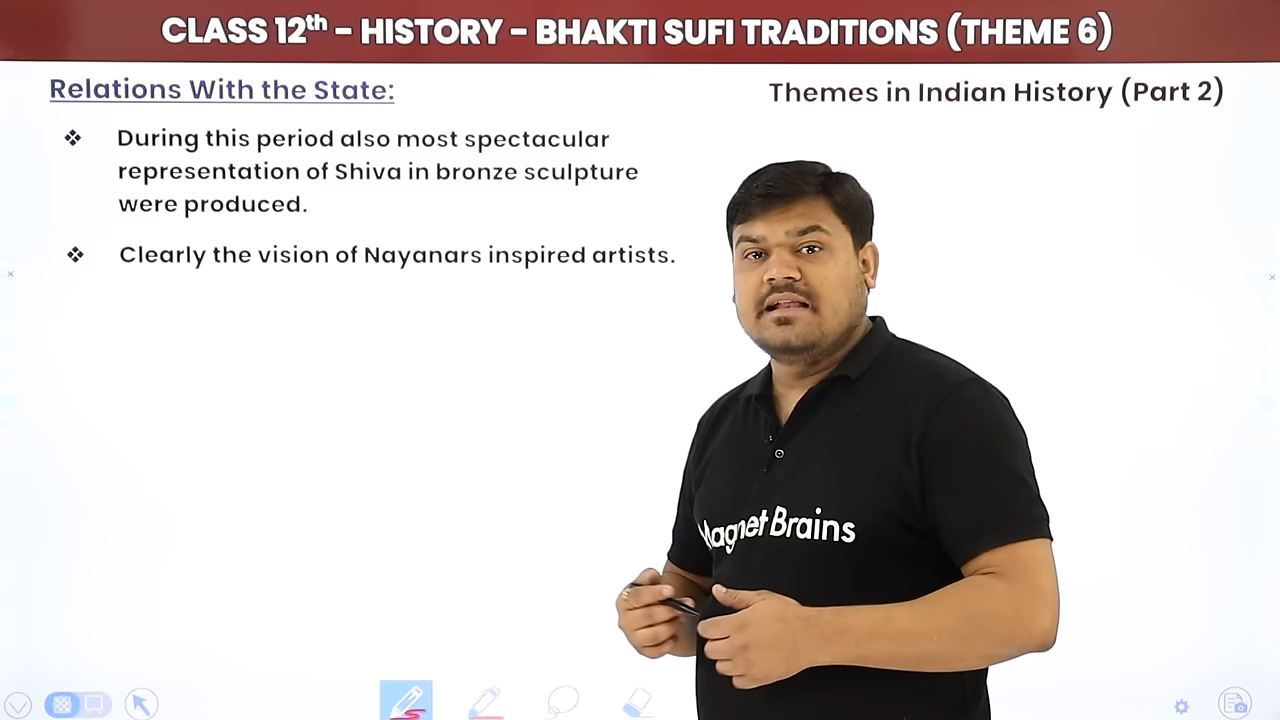 CLASS 12th - HISTORY - BHAKTI SUFI TRADITIONS (THEME 6)
Relations With the State:
Themes in Indian History (Part 2)
❖ During this period also most spectacular
representation of Shiva in bronze sculpture
were produced.
❖ Clearly the vision of Nayanars inspired artists.
Magnet Brains